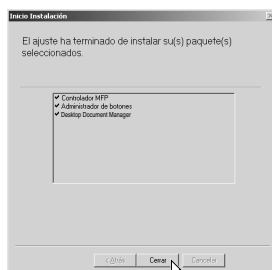 Inicio Instalación
El ajuste ha terminado de instalar su(s) paquete(s)
seleccionados.
Controlador MFP
Administrador de botones
Desktop Document Manager
< Atrás
Cerrar
Cancelar